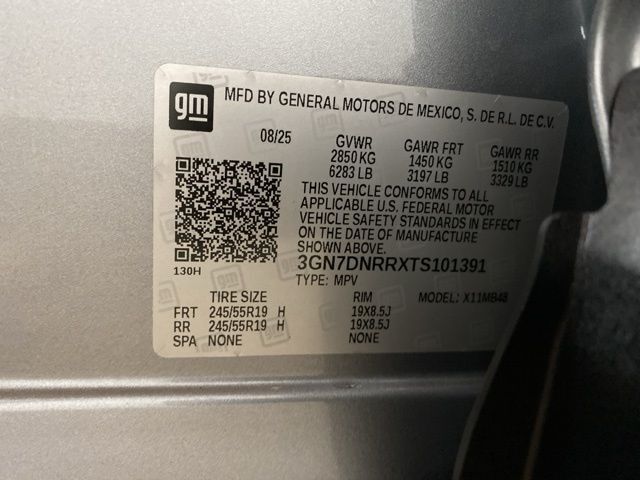 gm MFD BY GENERAL MOTORS DE MEXICO, S. DE R.L. DE C.V.
08/25 GVWR GAWR FRT GAWR RR
2850 KG 1450 KG 1510 KG
6283 LB 3197 LB 3329 LB
THIS VEHICLE CONFORMS TO ALL
APPLICABLE U.S. FEDERAL MOTOR
VEHICLE SAFETY STANDARDS IN EFFECT
ON THE DATE OF MANUFACTURE
SHOWN ABOVE.
3GN7DNRRXTS101391
130H TYPE: MPV
TIRE SIZE RIM MODEL: X11MB48
FRT 245/55R19 H 19X8.5J
RR 245/55R19 H 19X8.5J
SPA NONE NONE